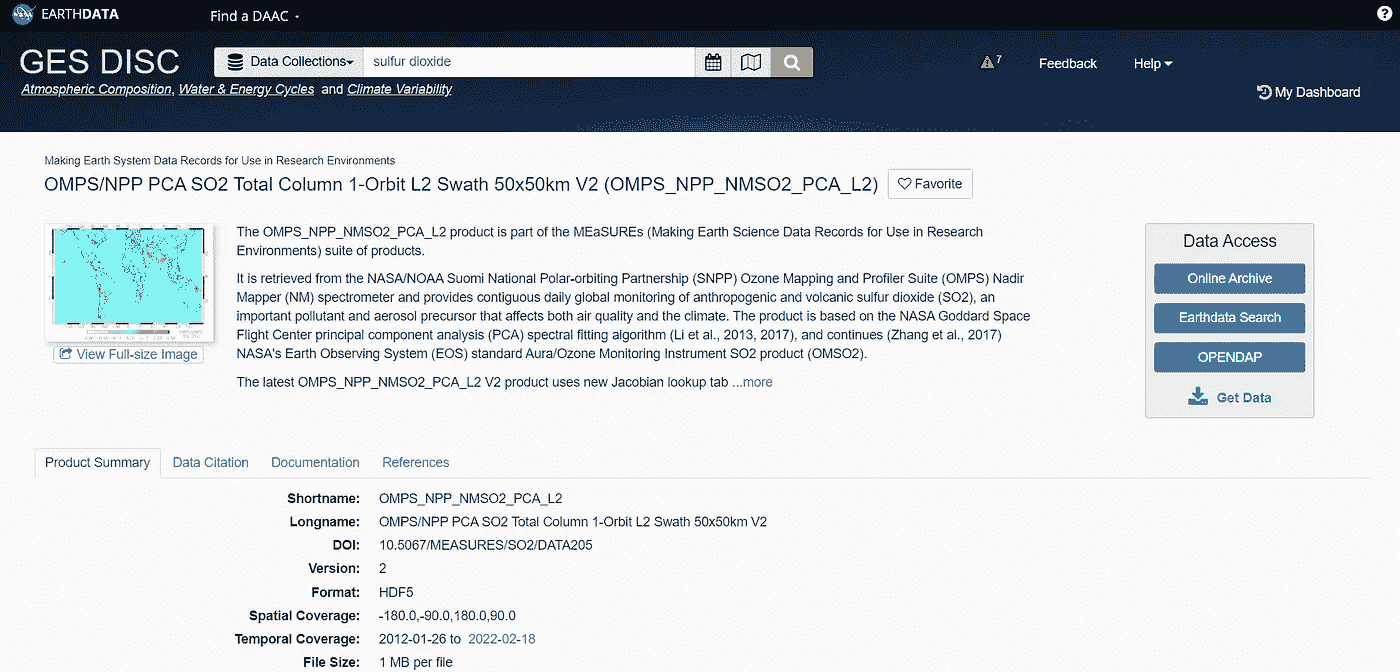 EARTHDATA
Find a DAAC
?
GES DISC
Data Collections
sulfur dioxide
7
Feedback
Help
Atmospheric Composition, Water & Energy Cycles and Climate Variability
My Dashboard
Making Earth System Data Records for Use in Research Environments
OMPS/NPP PCA SO2 Total Column 1-Orbit L2 Swath 50x50km V2 (OMPS_NPP_NMSO2_PCA_L2)
Favorite
View Full-size Image
The OMPS_NPP_NMSO2_PCA_L2 product is part of the MEaSUREs (Making Earth Science Data Records for Use in Research
Environments) suite of products.
It is retrieved from the NASA/NOAA Suomi National Polar-orbiting Partnership (SNPP) Ozone Mapping and Profiler Suite (OMPS) Nadir
Mapper (NM) spectrometer and provides contiguous daily global monitoring of anthropogenic and volcanic sulfur dioxide (SO2), an
important pollutant and aerosol precursor that affects both air quality and the climate. The product is based on the NASA Goddard Space
Flight Center principal component analysis (PCA) spectral fitting algorithm (Li et al., 2013, 2017), and continues (Zhang et al., 2017)
NASA's Earth Observing System (EOS) standard Aura/Ozone Monitoring Instrument SO2 product (OMSO2).
The latest OMPS_NPP_NMSO2_PCA_L2 V2 product uses new Jacobian lookup tab ...more
Data Access
Online Archive
Earthdata Search
OPENDAP
Get Data
Product Summary
Data Citation
Documentation
References
Shortname: OMPS_NPP_NMSO2_PCA_L2
Longname: OMPS/NPP PCA SO2 Total Column 1-Orbit L2 Swath 50x50km V2
DOI: 10.5067/MEASURES/SO2/DATA205
Version: 2
Format: HDF5
Spatial Coverage: -180.0,-90.0,180.0,90.0
Temporal Coverage: 2012-01-26 to 2022-02-18
File Size: 1 MB per file